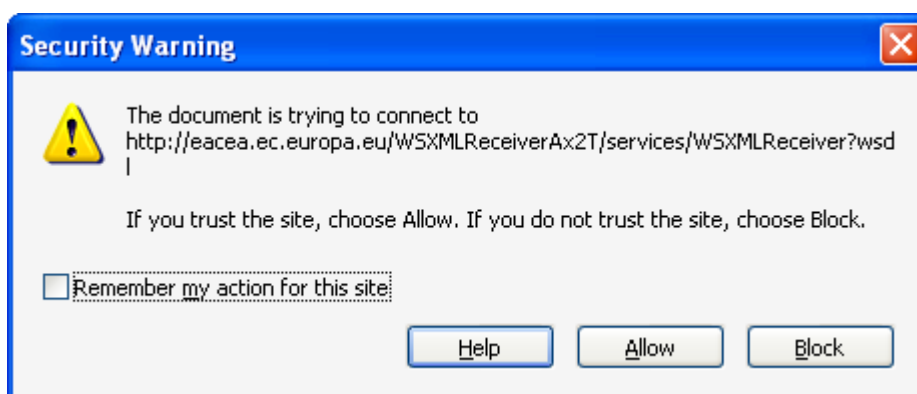 Security Warning
The document is trying to connect to
http://eacea.ec.europa.eu/WSXMLReceiverAx2T/services/WSXMLReceiver?wsd
l
If you trust the site, choose Allow. If you do not trust the site, choose Block.
Remember my action for this site
Help Allow Block